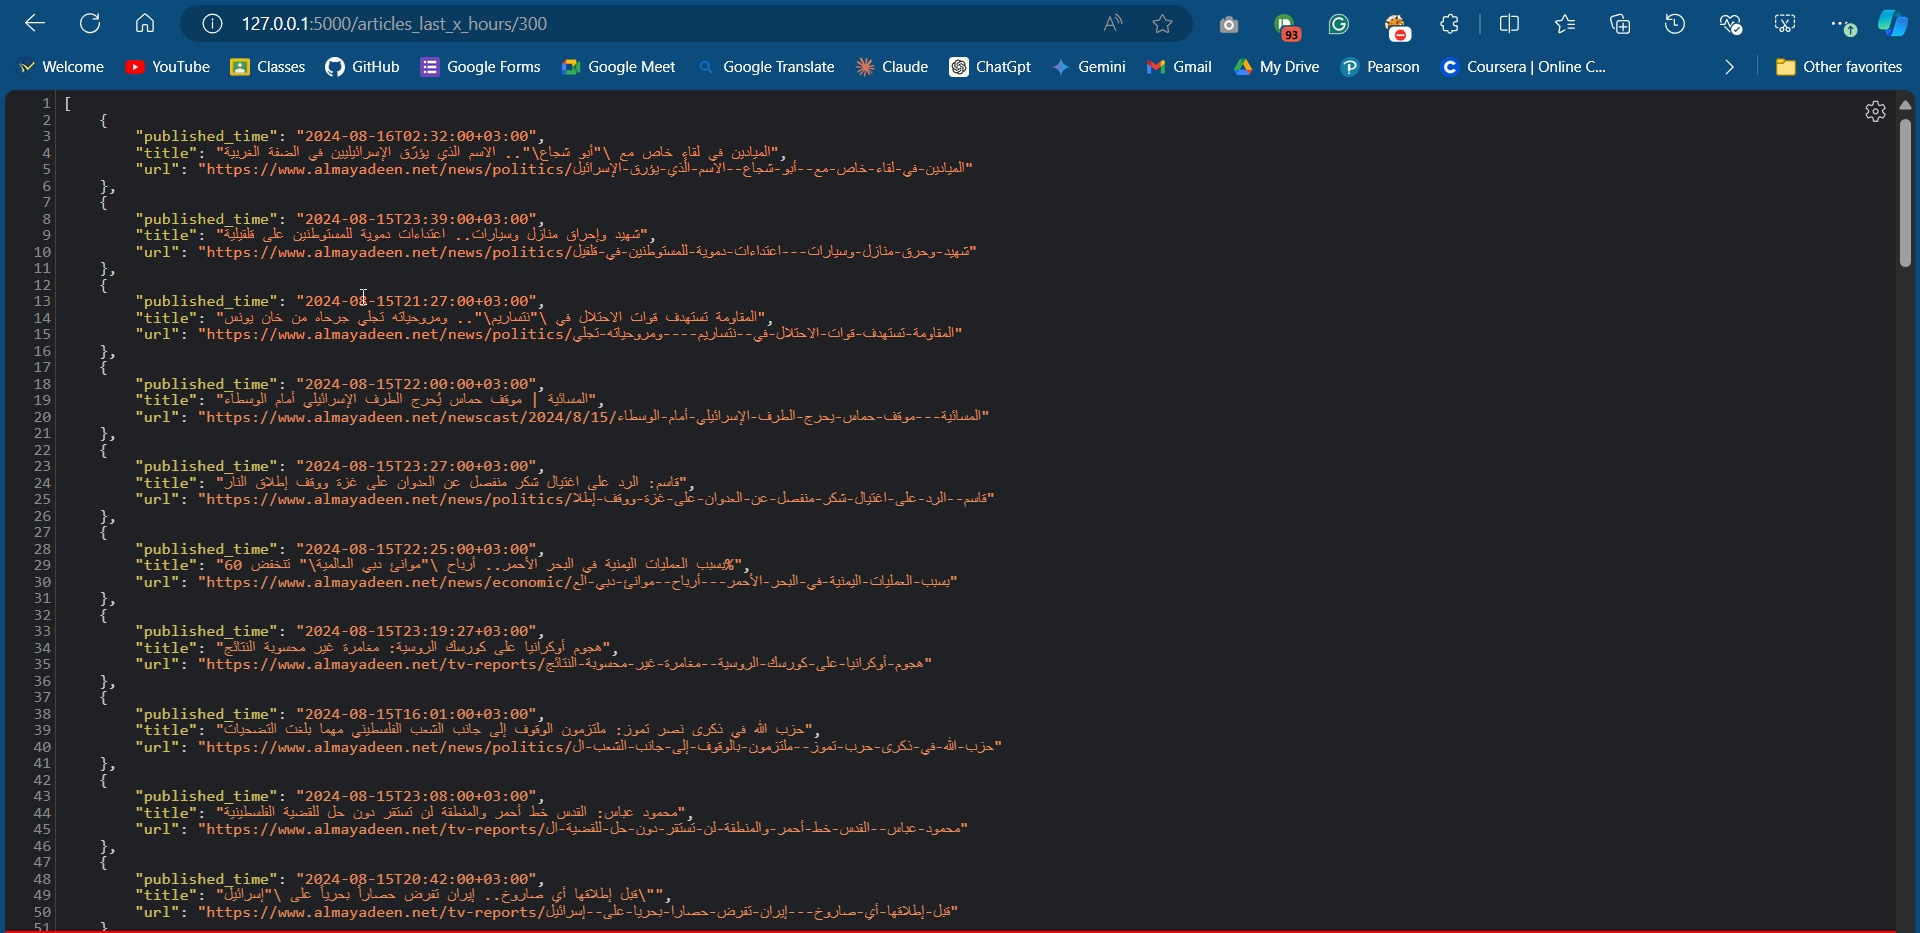 127.0.0.1:5000/articles_last_x_hours/300
93
Welcome YouTube Classes GitHub Google Forms Google Meet Google Translate Claude ChatGpt Gemini Gmail My Drive Pearson Coursera | Online C... Other favorites
1 [
2 {
3 "published_time": "2024-08-16T02:32:00+03:00",
4 "title": "الميادين في لقاء خاص مع \"أبو شجاع\".. الاسم الذي يؤرّق الإسرائيليين في الضفة الغربية",
5 "url": "https://www.almayadeen.net/news/politics/الميادين-في-لقاء-خاص-مع--أبو-شجاع--الاسم-الذي-يؤرق-الإسرائيل"
6 },
7 {
8 "published_time": "2024-08-15T23:39:00+03:00",
9 "title": "شهيد وإحراق منازل وسيارات.. اعتداءات دموية للمستوطنين على قلقيلية",
10 "url": "https://www.almayadeen.net/news/politics/شهيد-وحرق-منازل-وسيارات---اعتداءات-دموية-للمستوطنين-في-قلقيل"
11 },
12 {
13 "published_time": "2024-08-15T21:27:00+03:00",
14 "title": "المقاومة تستهدف قوات الاحتلال في \"نتساريم\".. ومروحياته تجلي جرحاه من خان يونس",
15 "url": "https://www.almayadeen.net/news/politics/المقاومة-تستهدف-قوات-الاحتلال-في--نتساريم----ومروحياته-تجلي"
16 },
17 {
18 "published_time": "2024-08-15T22:00:00+03:00",
19 "title": "المسائية | موقف حماس يُحرج الطرف الإسرائيلي أمام الوسطاء",
20 "url": "https://www.almayadeen.net/newscast/2024/8/15/المسائية---موقف-حماس-يحرج-الطرف-الإسرائيلي-أمام-الوسطاء"
21 },
22 {
23 "published_time": "2024-08-15T23:27:00+03:00",
24 "title": "قاسم: الرد على اغتيال شكر منفصل عن العدوان على غزة ووقف إطلاق النار",
25 "url": "https://www.almayadeen.net/news/politics/قاسم--الرد-على-اغتيال-شكر-منفصل-عن-العدوان-على-غزة-ووقف-إطلا"
26 },
27 {
28 "published_time": "2024-08-15T22:25:00+03:00",
29 "title": "بسبب العمليات اليمنية في البحر الأحمر.. أرباح \"موانئ دبي العالمية\" تنخفض 60%",
30 "url": "https://www.almayadeen.net/news/economic/بسبب-العمليات-اليمنية-في-البحر-الأحمر---أرباح--موانئ-دبي-الع"
31 },
32 {
33 "published_time": "2024-08-15T23:19:27+03:00",
34 "title": "هجوم أوكرانيا على كورسك الروسية: مغامرة غير محسوبة النتائج",
35 "url": "https://www.almayadeen.net/tv-reports/هجوم-أوكرانيا-على-كورسك-الروسية--مغامرة-غير-محسوبة-النتائج"
36 },
37 {
38 "published_time": "2024-08-15T16:01:00+03:00",
39 "title": "حزب الله في ذكرى نصر تموز: ملتزمون الوقوف إلى جانب الشعب الفلسطيني مهما بلغت التضحيات",
40 "url": "https://www.almayadeen.net/news/politics/حزب-الله-في-ذكرى-حرب-تموز--ملتزمون-بالوقوف-إلى-جانب-الشعب-ال"
41 },
42 {
43 "published_time": "2024-08-15T23:08:00+03:00",
44 "title": "محمود عباس: القدس خط أحمر والمنطقة لن تستقر دون حل للقضية الفلسطينية",
45 "url": "https://www.almayadeen.net/tv-reports/محمود-عباس--القدس-خط-أحمر-والمنطقة-لن-تستقر-دون-حل-للقضية-ال"
46 },
47 {
48 "published_time": "2024-08-15T20:42:00+03:00",
49 "title": "قبل إطلاقها أي صاروخ.. إيران تفرض حصاراً بحرياً على \"إسرائيل\"",
50 "url": "https://www.almayadeen.net/tv-reports/قبل-إطلاقها-أي-صاروخ---إيران-تفرض-حصارا-بحريا-على--إسرائيل"
51 }